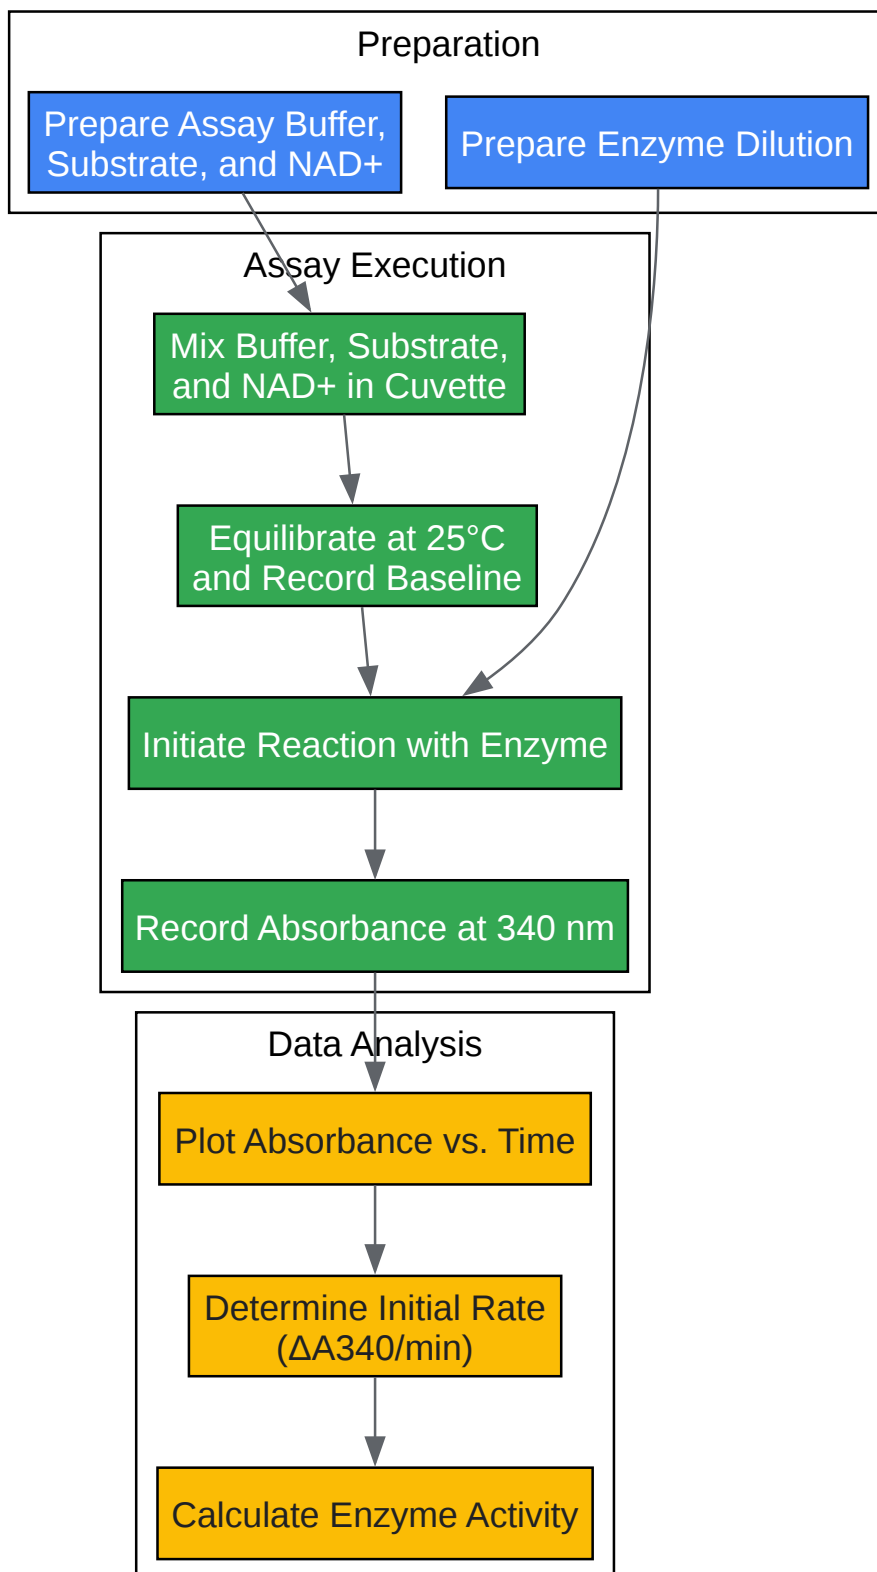 Preparation
Prepare Assay Buffer,
Substrate, and NAD+
Prepare Enzyme Dilution
Assay Execution
Mix Buffer, Substrate,
and NAD+ in Cuvette
Equilibrate at 25°C
and Record Baseline
Initiate Reaction with Enzyme
Record Absorbance at 340 nm
Data Analysis
Plot Absorbance vs. Time
Determine Initial Rate
(ΔA340/min)
Calculate Enzyme Activity